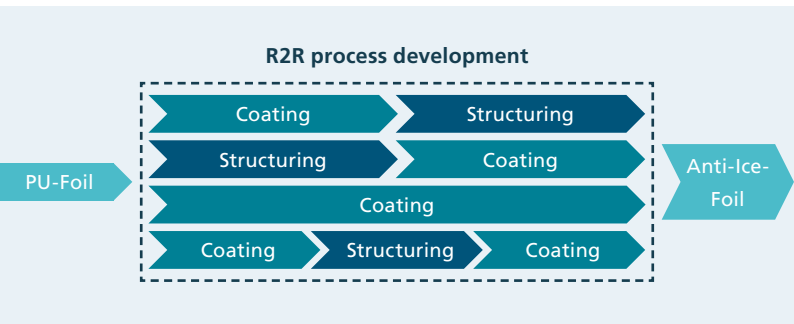 R2R process development
PU-Foil
Coating
Structuring
Structuring
Coating
Coating
Coating
Structuring
Coating
Anti-Ice-
Foil